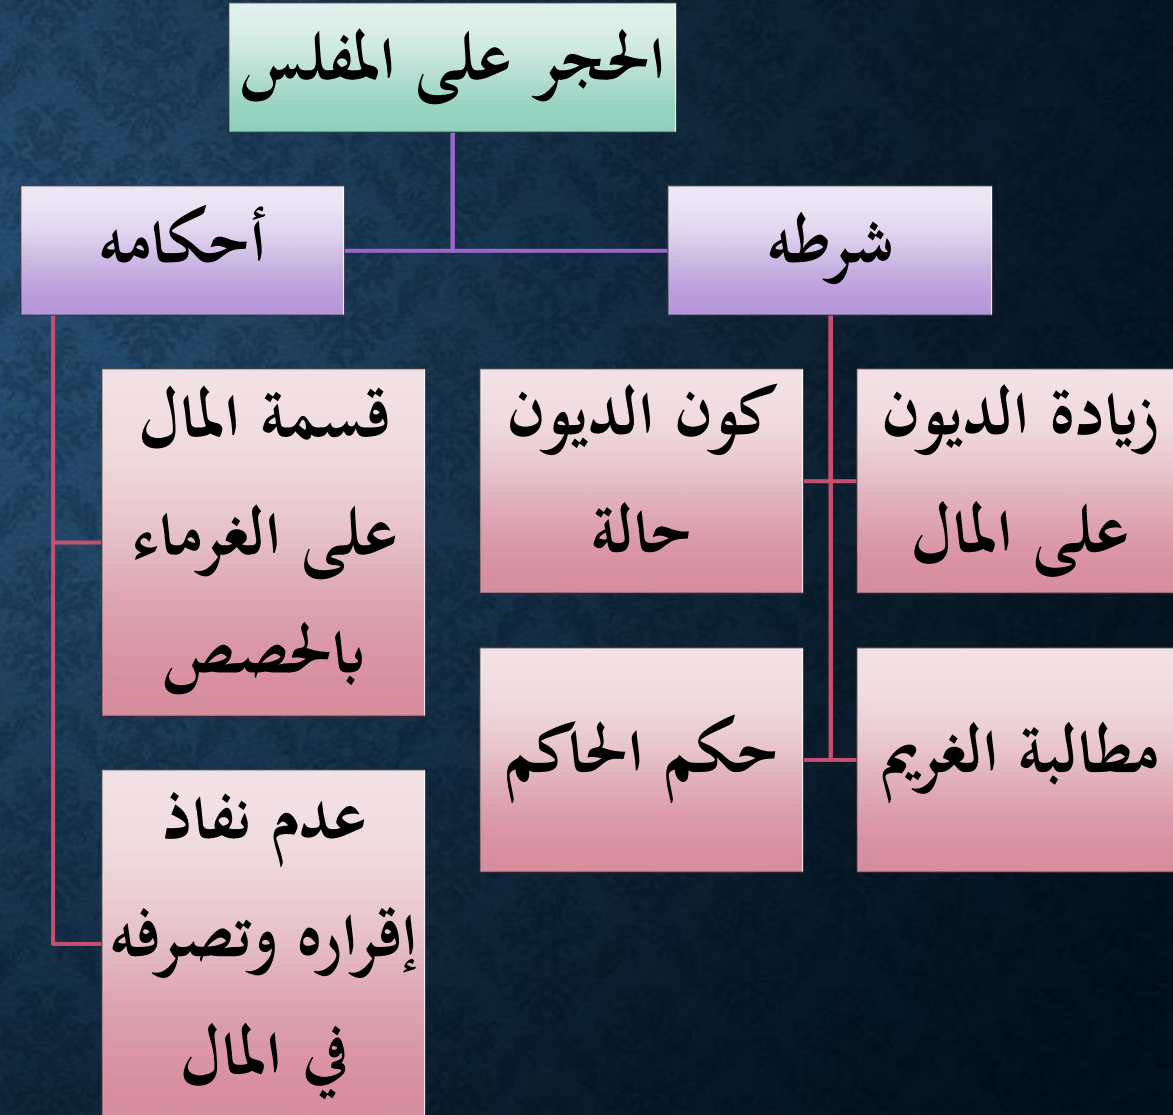 الحجر على المفلس
شرطه
أحكامه
زيادة الديون
على المال
كون الديون
حالة
قسمة المال
على الغرماء
بالحصص
مطالبة الغريم
حكم الحاكم
عدم نفاذ
إقراره وتصرفه
في المال